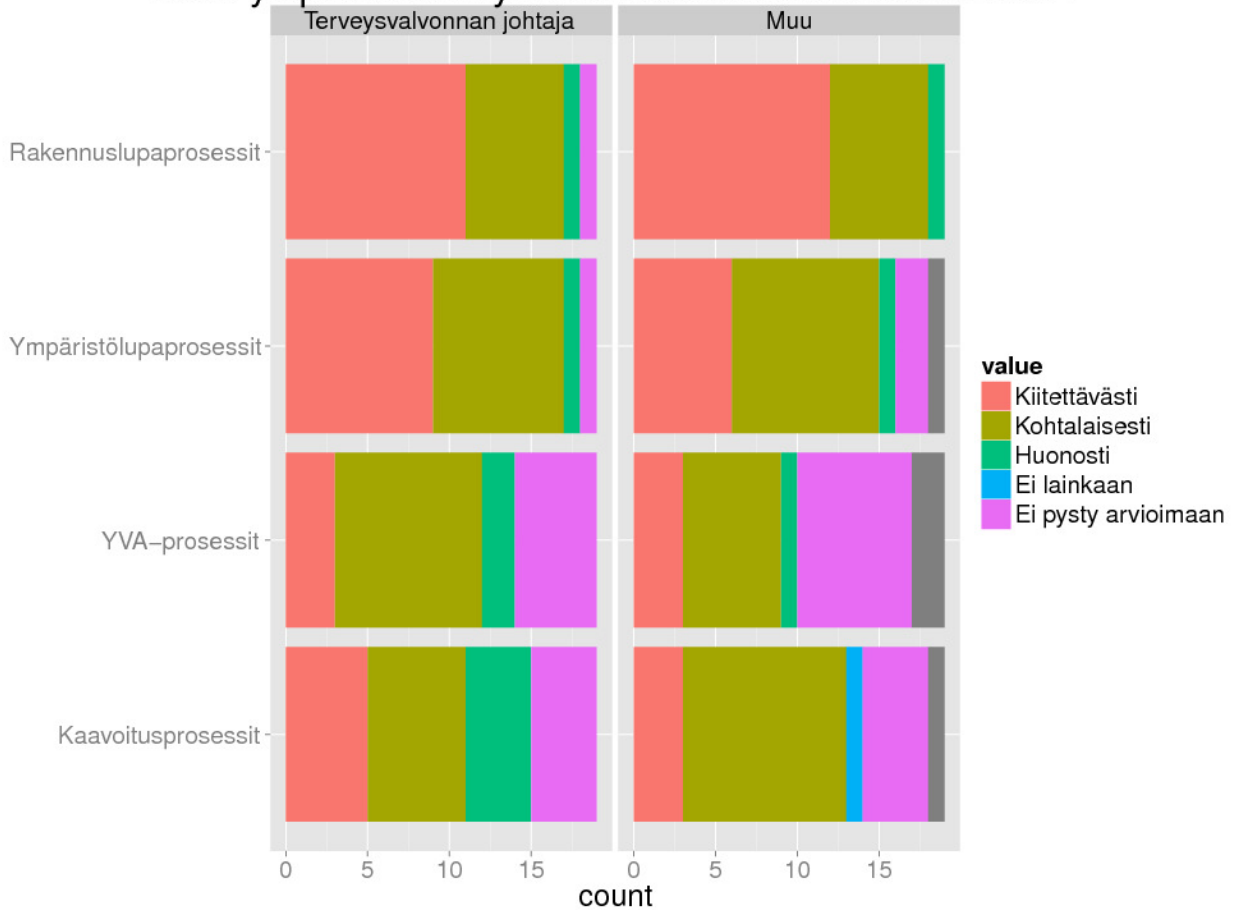 Terveysvalvonnan johtaja
Muu
Rakennuslupaprosessit
Ympäristölupaprosessit
YVA–prosessit
Kaavoitusprosessit
0 5 10 15
0 5 10 15
count
value
Kiitettävästi
Kohtalaisesti
Huonosti
Ei lainkaan
Ei pysty arvioimaan